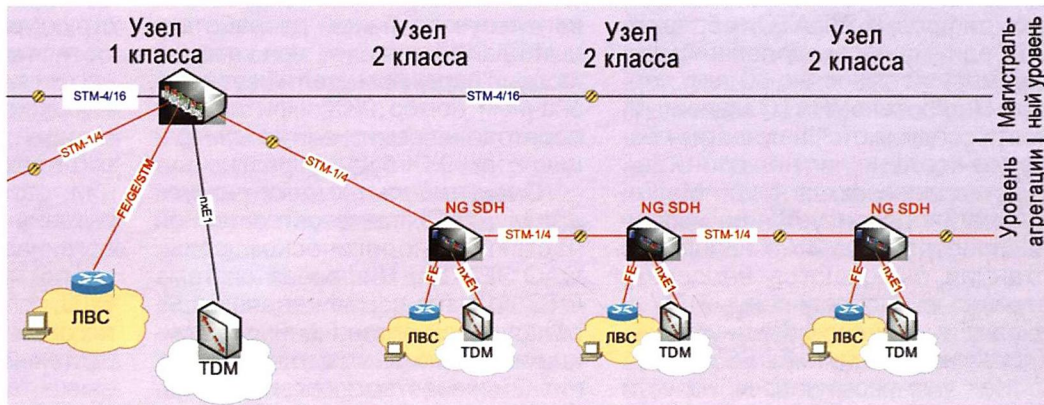 Узел
1 класса
Узел
2 класса
Узел
2 класса
Узел
2 класса
STM-4/16
STM-4/16
Магистраль
ный уровень
STM-1/4
STM-1/4
FE/GE/STM
nxE1
Уровень
агрегации
NG SDH
STM-1/4
NG SDH
STM-1/4
NG SDH
FE
nxE1
FE
nxE1
FE
nxE1
ЛВС
TDM
ЛВС
TDM
ЛВС
TDM
ЛВС
TDM